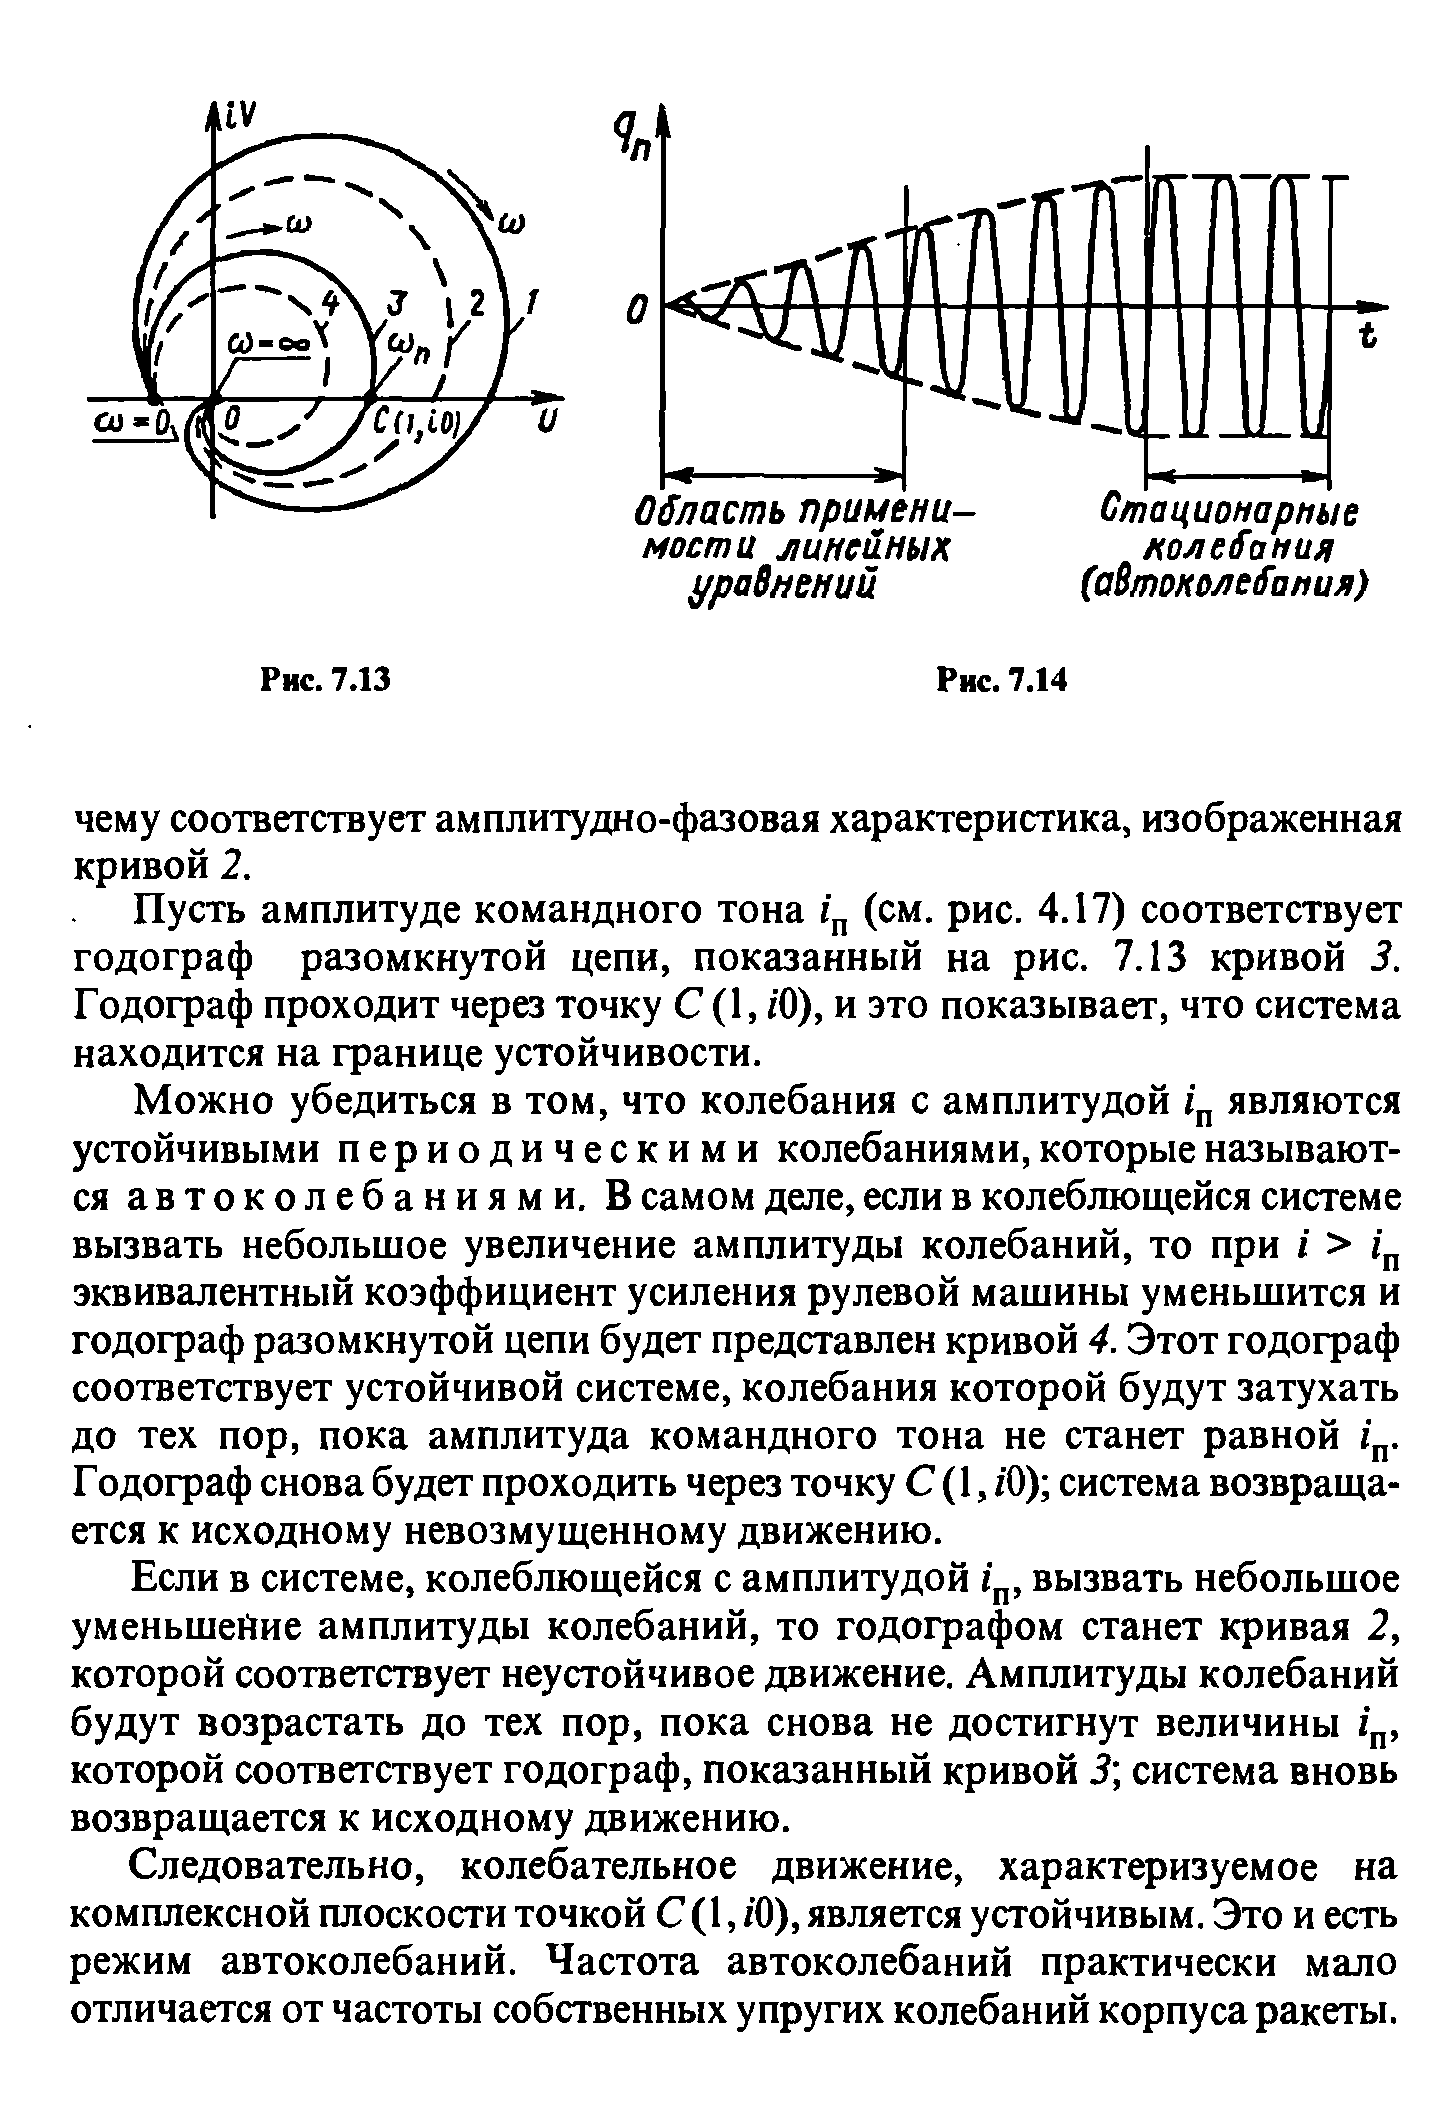 iV
ω
ω
4
3
2
1
ω=∞
ωп
ω=0
0
C(1,i0)
U
qп
0
t
Область примени-
мости линейных
уравнений
Стационарные
колебания
(автоколебания)
Рис. 7.13
Рис. 7.14
чему соответствует амплитудно-фазовая характеристика, изображенная
кривой 2.
Пусть амплитуде командного тона iп (см. рис. 4.17) соответствует
годограф разомкнутой цепи, показанный на рис. 7.13 кривой 3.
Годограф проходит через точку C (1, i0), и это показывает, что система
находится на границе устойчивости.
Можно убедиться в том, что колебания с амплитудой iп являются
устойчивыми периодическими колебаниями, которые называют-
ся автоколебаниями. В самом деле, если в колеблющейся системе
вызвать небольшое увеличение амплитуды колебаний, то при i > iп
эквивалентный коэффициент усиления рулевой машины уменьшится и
годограф разомкнутой цепи будет представлен кривой 4. Этот годограф
соответствует устойчивой системе, колебания которой будут затухать
до тех пор, пока амплитуда командного тона не станет равной iп.
Годограф снова будет проходить через точку C (1, i0); система возвраща-
ется к исходному невозмущенному движению.
Если в системе, колеблющейся с амплитудой iп, вызвать небольшое
уменьшение амплитуды колебаний, то годографом станет кривая 2,
которой соответствует неустойчивое движение. Амплитуды колебаний
будут возрастать до тех пор, пока снова не достигнут величины iп,
которой соответствует годограф, показанный кривой 3; система вновь
возвращается к исходному движению.
Следовательно, колебательное движение, характеризуемое на
комплексной плоскости точкой C (1, i0), является устойчивым. Это и есть
режим автоколебаний. Частота автоколебаний практически мало
отличается от частоты собственных упругих колебаний корпуса ракеты.